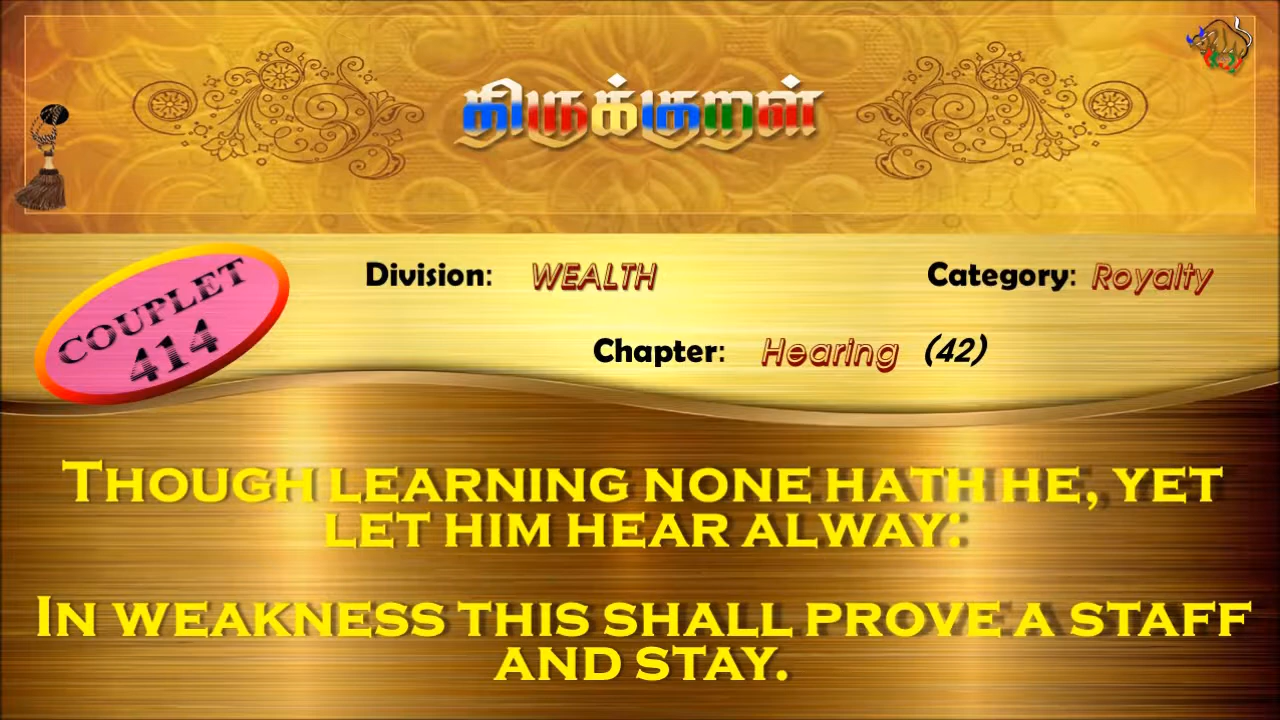 திருக்குறள்
COUPLET
414
Division: WEALTH
Category: Royalty
Chapter: Hearing (42)
THOUGH LEARNING NONE HATH HE, YET
LET HIM HEAR ALWAY:
IN WEAKNESS THIS SHALL PROVE A STAFF
AND STAY.